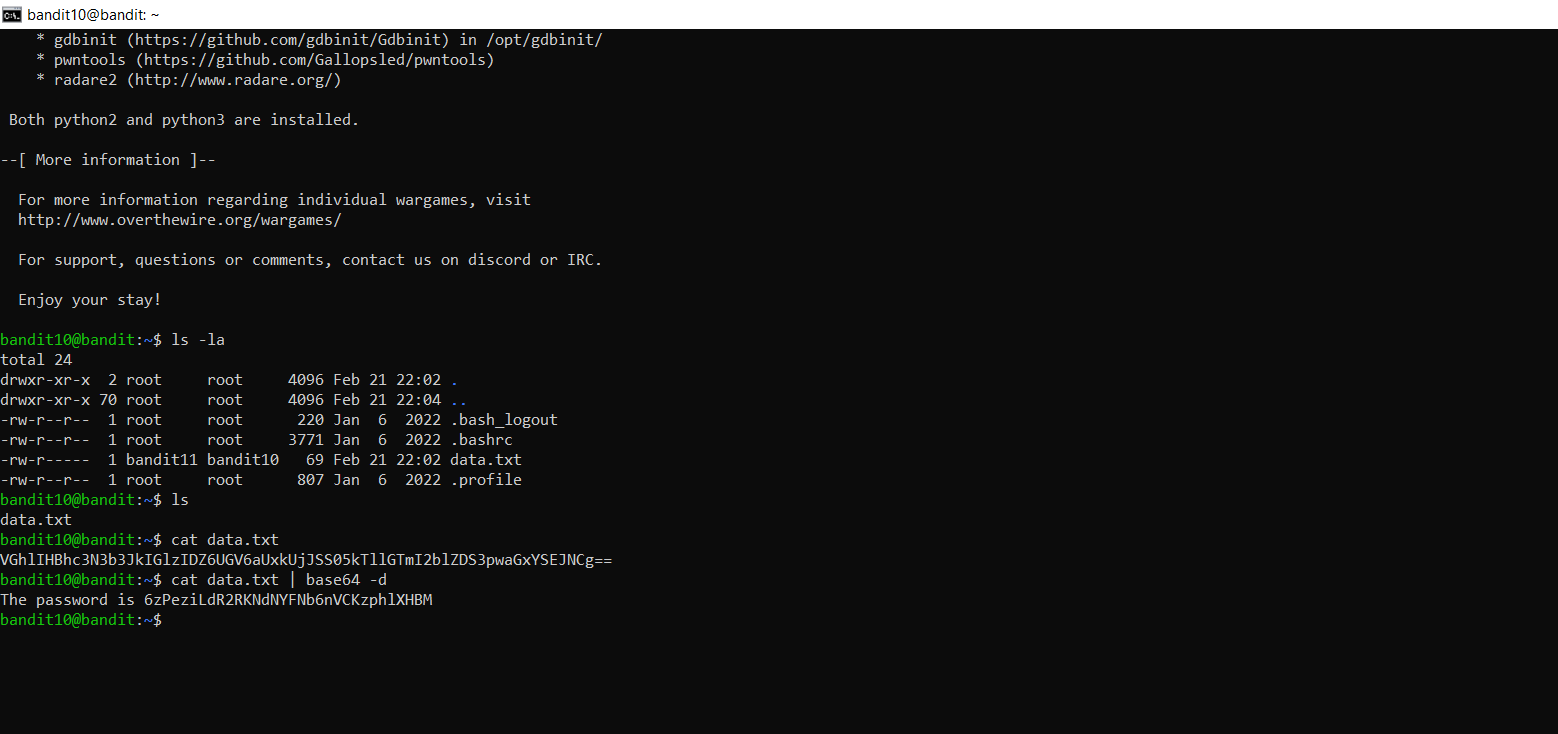 bandit10@bandit: ~
* gdbinit (https://github.com/gdbinit/Gdbinit) in /opt/gdbinit/
* pwntools (https://github.com/Gallopsled/pwntools)
* radare2 (http://www.radare.org/)
Both python2 and python3 are installed.
--[ More information ]--
For more information regarding individual wargames, visit
http://www.overthewire.org/wargames/
For support, questions or comments, contact us on discord or IRC.
Enjoy your stay!
bandit10@bandit:~$ ls -la
total 24
drwxr-xr-x  2 root     root     4096 Feb 21 22:02 .
drwxr-xr-x 70 root     root     4096 Feb 21 22:04 ..
-rw-r--r--  1 root     root      220 Jan  6  2022 .bash_logout
-rw-r--r--  1 root     root     3771 Jan  6  2022 .bashrc
-rw-r-----  1 bandit11 bandit10   69 Feb 21 22:02 data.txt
-rw-r--r--  1 root     root      807 Jan  6  2022 .profile
bandit10@bandit:~$ ls
data.txt
bandit10@bandit:~$ cat data.txt
VGhlIHBhc3N3b3JkIGlzIDZ6UGV6aUxkUjJSS05kTllGTmI2blZDS3pwaGxYSEJNCg==
bandit10@bandit:~$ cat data.txt | base64 -d
The password is 6zPeziLdR2RKNdNYFNb6nVCKzphlXHBM
bandit10@bandit:~$